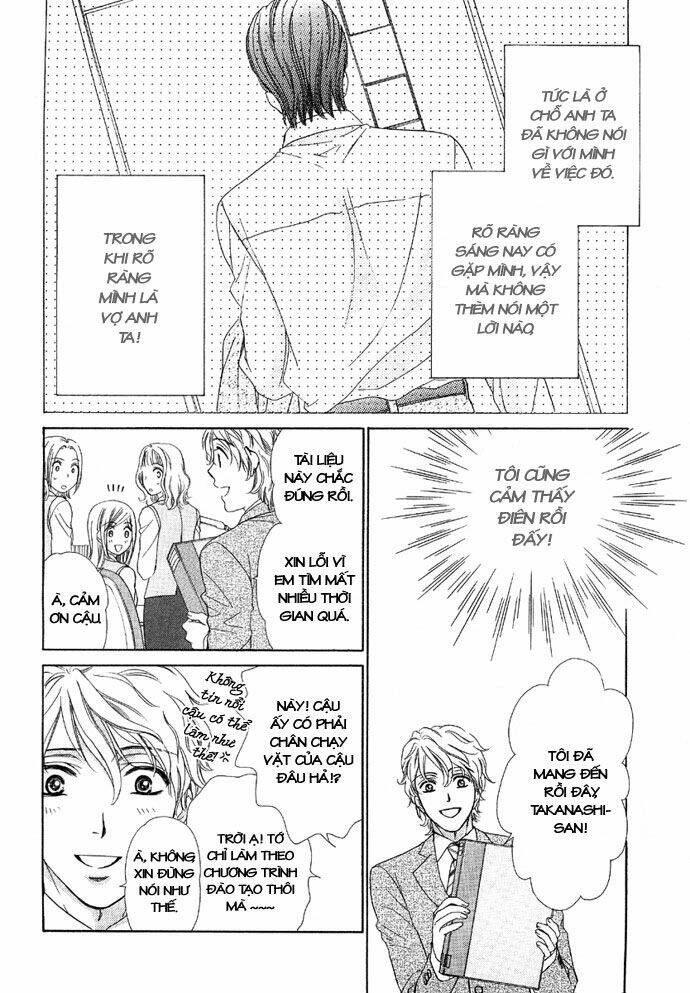 TỨC LÀ Ở
CHỖ ANH TA
ĐÃ KHÔNG NÓI
GÌ VỚI MÌNH
VỀ VIỆC ĐÓ.
RÕ RÀNG
SÁNG NAY CÓ
GẶP MÌNH, VẬY
MÀ KHÔNG
THÈM NÓI MỘT
LỜI NÀO,
TRONG
KHI RÕ
RÀNG
MÌNH LÀ
VỢ ANH
TA!
TÔI CŨNG
CẢM THẤY
ĐIÊN RỒI
ĐẤY!
TÀI LIỆU
NÀY CHẮC
ĐÚNG RỒI.
XIN LỖI VÌ
EM TÌM MẤT
NHIỀU THỜI
GIAN QUÁ.
À, CẢM
ƠN CẬU.
TÔI ĐÃ
MANG ĐẾN
RỒI ĐÂY,
TAKANASHI-
SAN!
Không
tin nổi
cậu có thể
làm như
thế!
NÀY! CẬU
ẤY CÓ PHẢI
CHÂN CHẠY
VẶT CỦA CẬU
ĐÂU HẢ!?
TRỜI Ạ! TỚ
CHỈ LÀM THEO
CHƯƠNG TRÌNH
ĐÀO TẠO THÔI
MÀ ~~~
À, KHÔNG
XIN ĐỪNG
NÓI NHƯ
THẾ.